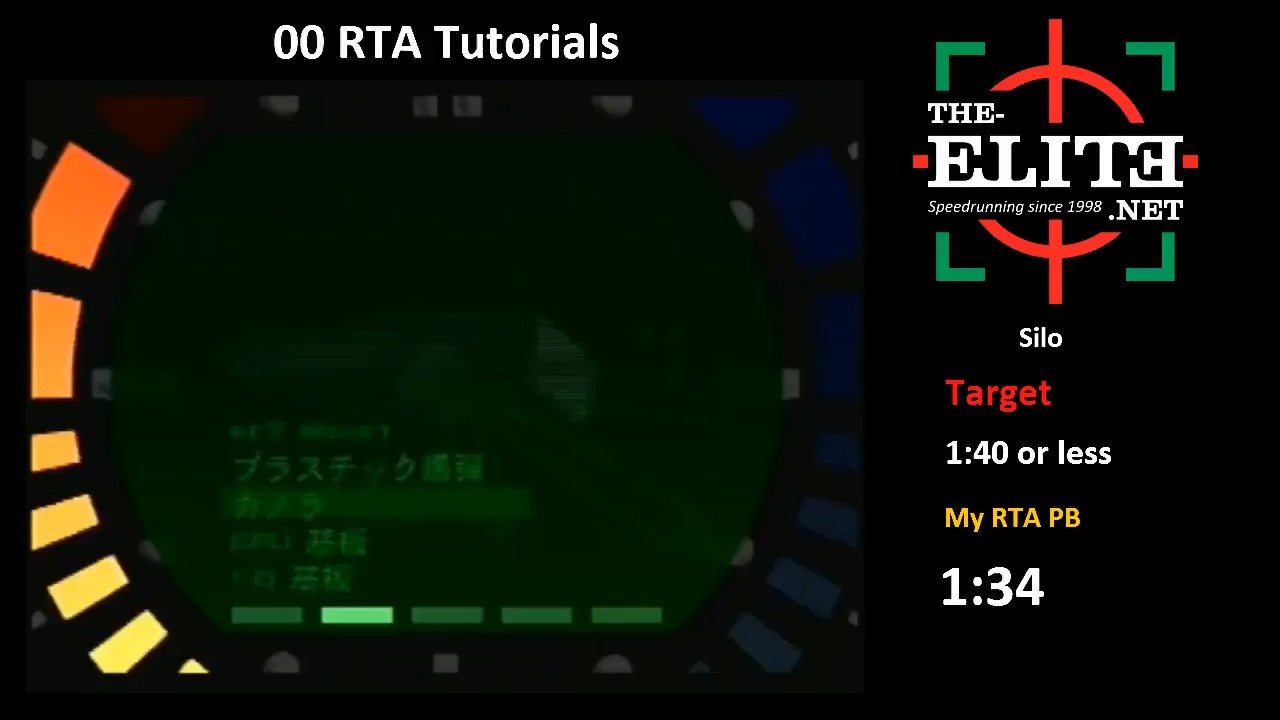 00 RTA Tutorials
THE-
ELITE
Speedrunning since 1998 .NET
Silo
Target
1:40 or less
My RTA PB
1:34
プラスチック爆弾
カメラ
基板
基板